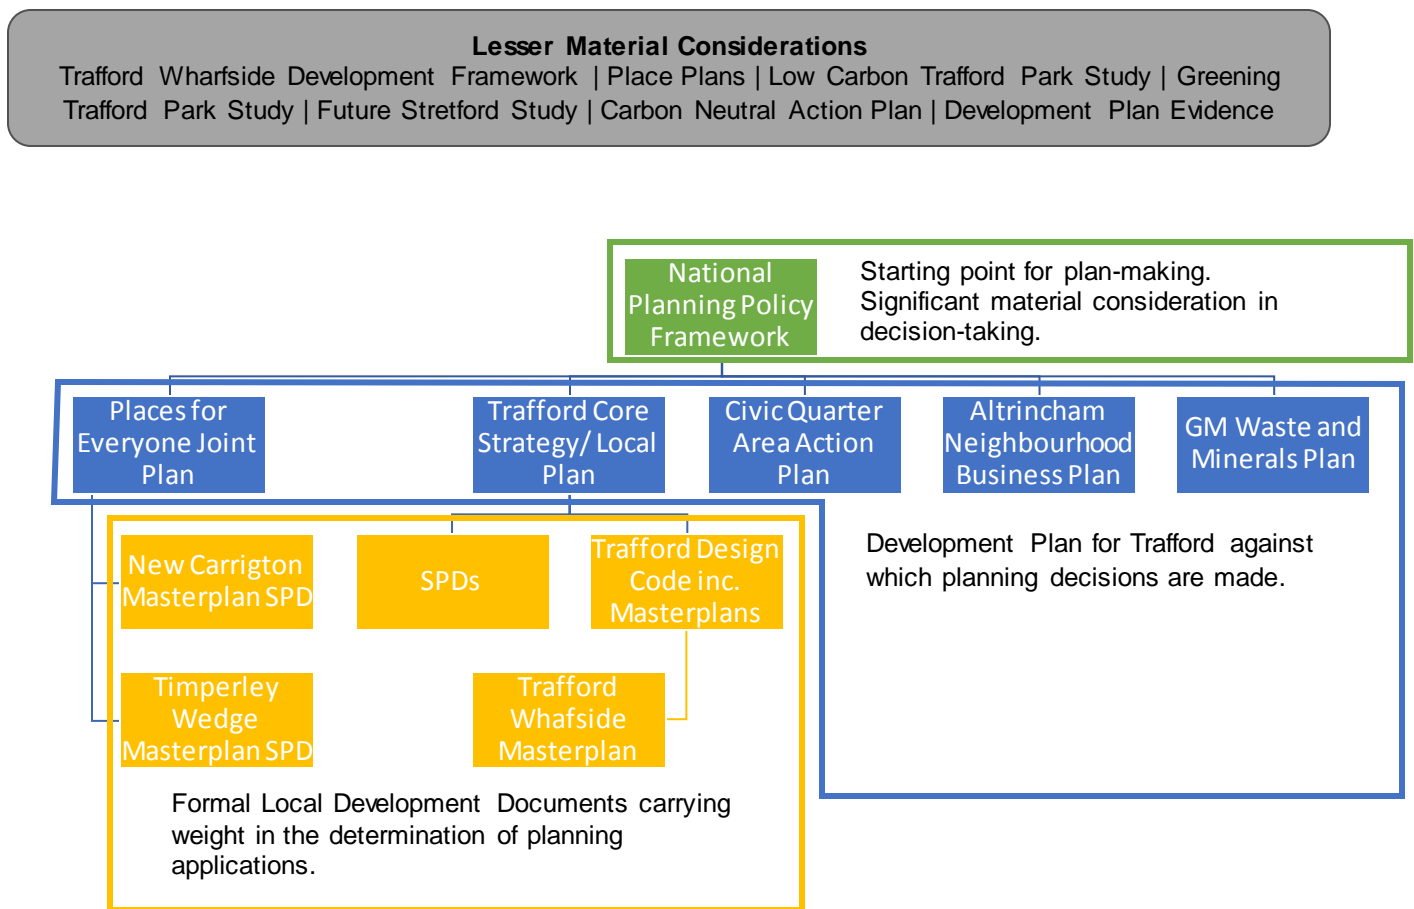 Lesser Material Considerations
Trafford Wharfside Development Framework | Place Plans | Low Carbon Trafford Park Study | Greening
Trafford Park Study | Future Stretford Study | Carbon Neutral Action Plan | Development Plan Evidence
National
Planning Policy
Framework
Starting point for plan-making.
Significant material consideration in
decision-taking.
Places for
Everyone Joint
Plan
Trafford Core
Strategy/ Local
Plan
Civic Quarter
Area Action
Plan
Altrincham
Neighbourhood
Business Plan
GM Waste and
Minerals Plan
New Carrigton
Masterplan SPD
SPDs
Trafford Design
Code inc.
Masterplans
Development Plan for Trafford against
which planning decisions are made.
Timperley
Wedge
Masterplan SPD
Trafford
Whafside
Masterplan
Formal Local Development Documents carrying
weight in the determination of planning
applications.